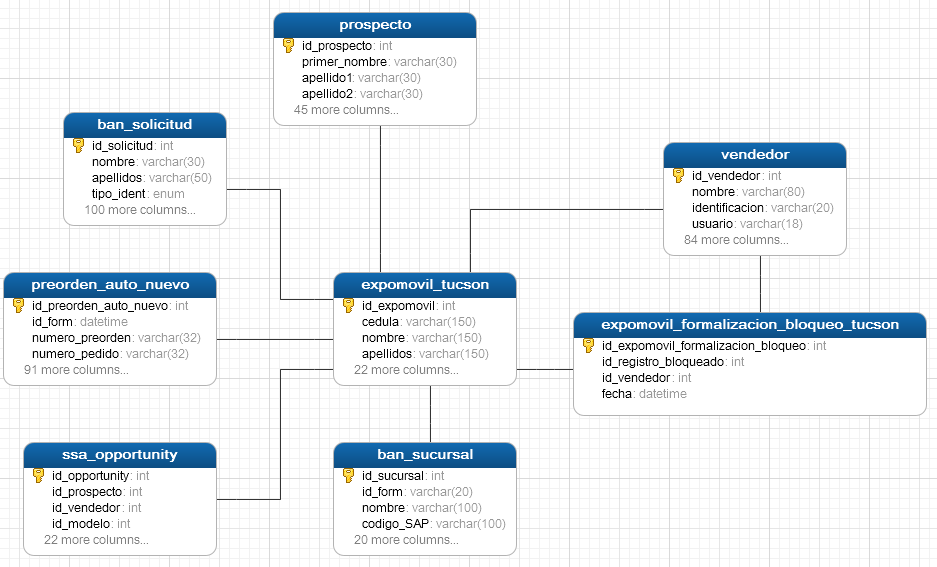 prospecto
id_prospecto: int
primer_nombre: varchar(30)
apellido1: varchar(30)
apellido2: varchar(30)
45 more columns...
ban_solicitud
id_solicitud: int
nombre: varchar(30)
apellidos: varchar(50)
tipo_ident: enum
100 more columns...
vendedor
id_vendedor: int
nombre: varchar(80)
identificacion: varchar(20)
usuario: varchar(18)
84 more columns...
preorden_auto_nuevo
id_preorden_auto_nuevo: int
id_form: datetime
numero_preorden: varchar(32)
numero_pedido: varchar(32)
91 more columns...
expomovil_tucson
id_expomovil: int
cedula: varchar(150)
nombre: varchar(150)
apellidos: varchar(150)
22 more columns...
expomovil_formalizacion_bloqueo_tucson
id_expomovil_formalizacion_bloqueo: int
id_registro_bloqueado: int
id_vendedor: int
fecha: datetime
ssa_opportunity
id_opportunity: int
id_prospecto: int
id_vendedor: int
id_modelo: int
22 more columns...
ban_sucursal
id_sucursal: int
id_form: varchar(20)
nombre: varchar(100)
codigo_SAP: varchar(100)
20 more columns...